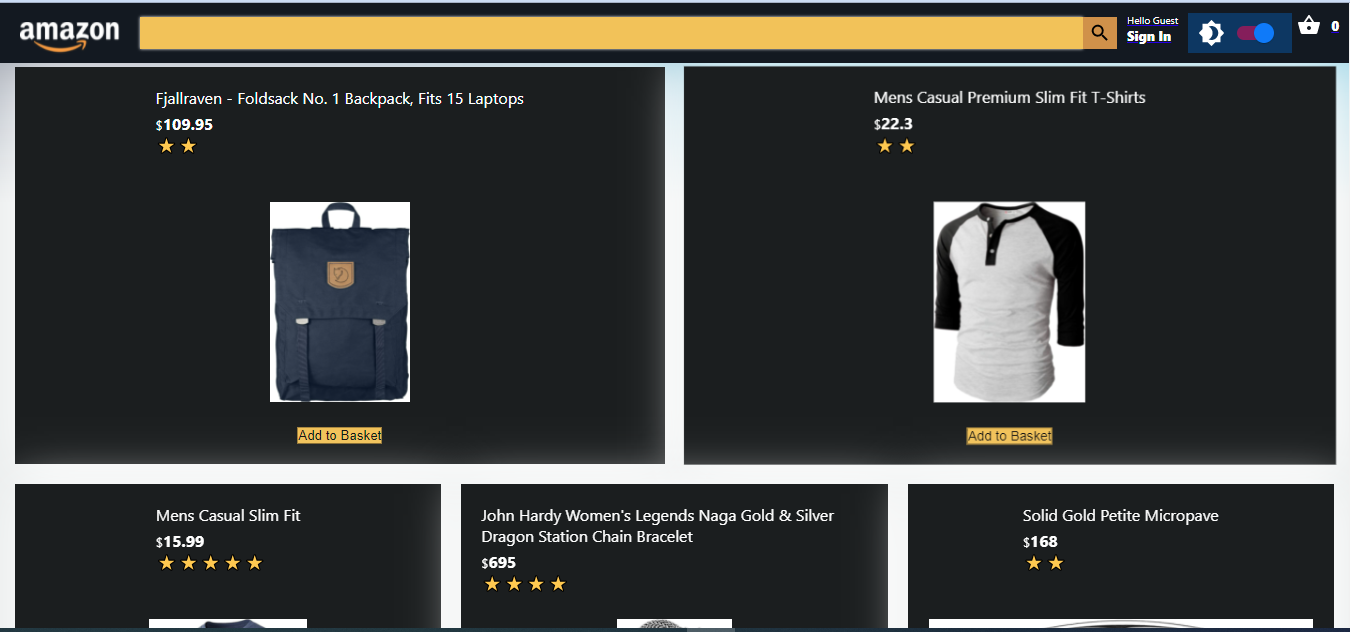 amazon
Hello Guest
Sign In
0
Fjallraven - Foldsack No. 1 Backpack, Fits 15 Laptops
$109.95
Add to Basket
Mens Casual Premium Slim Fit T-Shirts
$22.3
Add to Basket
Mens Casual Slim Fit
$15.99
John Hardy Women's Legends Naga Gold & Silver
Dragon Station Chain Bracelet
$695
Solid Gold Petite Micropave
$168